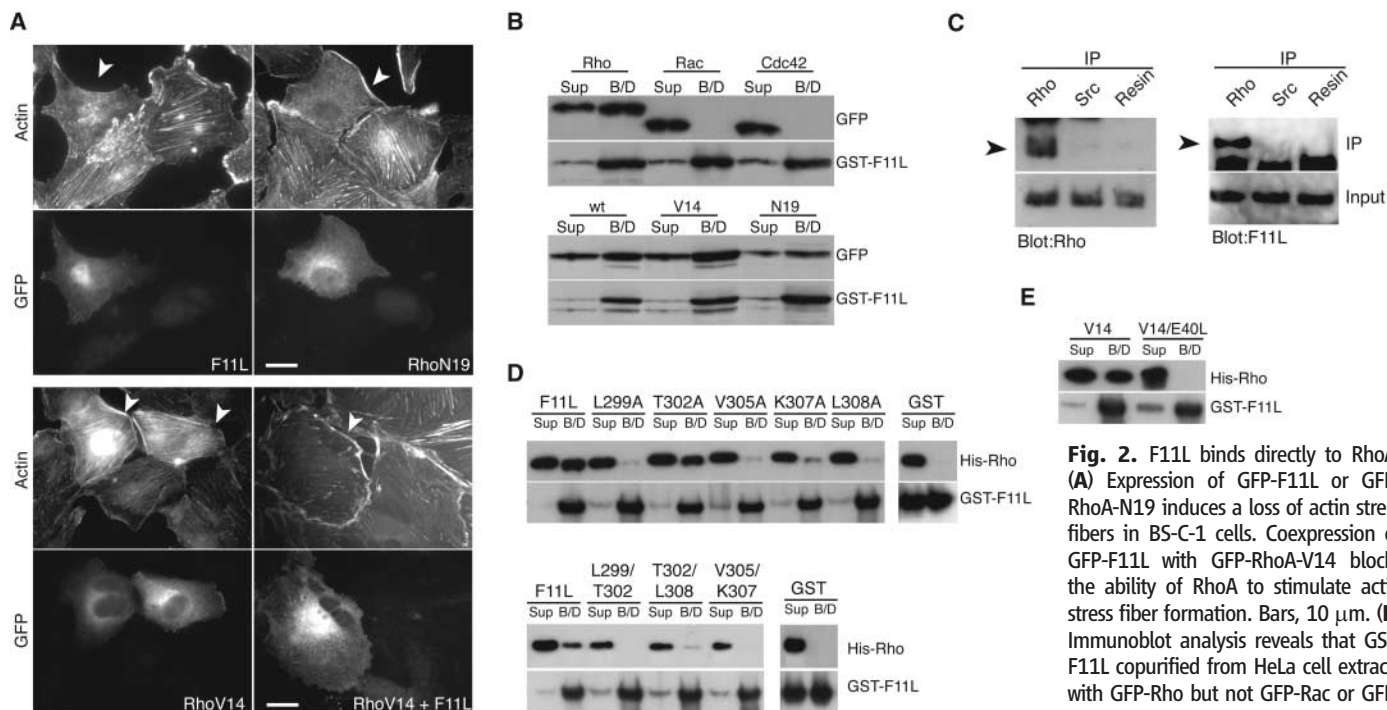 A
Actin
GFP
F11L
RhoN19
Actin
GFP
RhoV14
RhoV14 + F11L
B
Rho Rac Cdc42
Sup B/D Sup B/D Sup B/D
GFP
GST-F11L
wt V14 N19
Sup B/D Sup B/D Sup B/D
GFP
GST-F11L
C
IP IP
Rho Src Resin Rho Src Resin
IP
Input
Blot:Rho Blot:F11L
D
F11L L299A T302A V305A K307A L308A GST
Sup B/D Sup B/D Sup B/D Sup B/D Sup B/D Sup B/D Sup B/D
His-Rho
GST-F11L
F11L L299/ T302/ V305/ GST
T302 L308 K307
Sup B/D Sup B/D Sup B/D Sup B/D Sup B/D
His-Rho
GST-F11L
E
V14 V14/E40L
Sup B/D Sup B/D
His-Rho
GST-F11L
Fig. 2. F11L binds directly to RhoA
(A) Expression of GFP-F11L or GFP
RhoA-N19 induces a loss of actin stres
fibers in BS-C-1 cells. Coexpression
GFP-F11L with GFP-RhoA-V14 block
the ability of RhoA to stimulate acti
stress fiber formation. Bars, 10 μm.
Immunoblot analysis reveals that GS
F11L copurified from HeLa cell extrac
with GFP-Rho but not GFP-Rac or GF